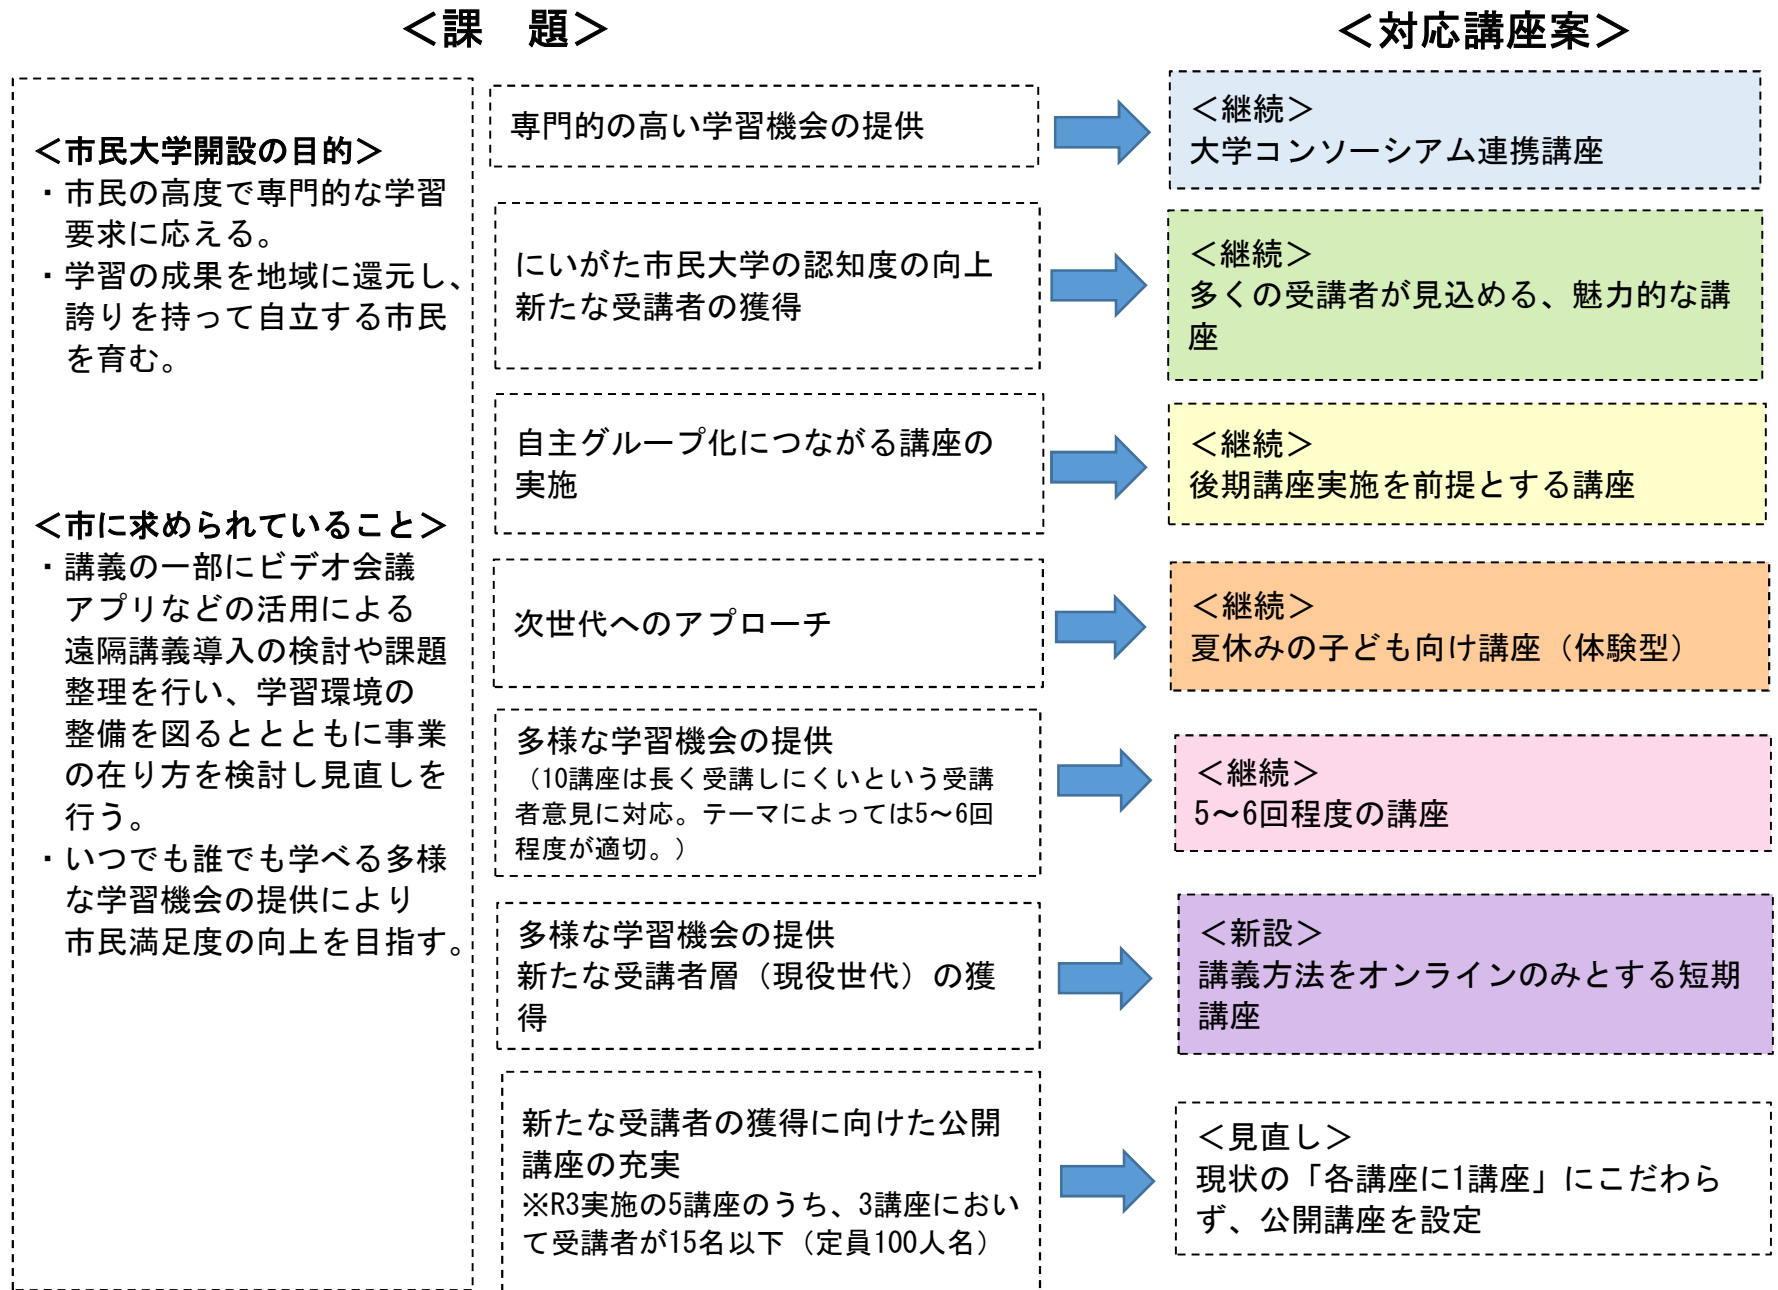 ＜課　題＞
＜対応講座案＞
＜市民大学開設の目的＞
・市民の高度で専門的な学習
要求に応える。
・学習の成果を地域に還元し、
誇りを持って自立する市民
を育む。
＜市に求められていること＞
・講義の一部にビデオ会議
アプリなどの活用による
遠隔講義導入の検討や課題
整理を行い、学習環境の
整備を図るととともに事業
の在り方を検討し見直しを
行う。
・いつでも誰でも学べる多様
な学習機会の提供により
市民満足度の向上を目指す。
専門的の高い学習機会の提供
＜継続＞
大学コンソーシアム連携講座
にいがた市民大学の認知度の向上
新たな受講者の獲得
＜継続＞
多くの受講者が見込める、魅力的な講
座
自主グループ化につながる講座の
実施
＜継続＞
後期講座実施を前提とする講座
次世代へのアプローチ
＜継続＞
夏休みの子ども向け講座（体験型）
多様な学習機会の提供
（10講座は長く受講しにくいという受講
者意見に対応。テーマによっては5～6回
程度が適切。）
＜継続＞
5～6回程度の講座
多様な学習機会の提供
新たな受講者層（現役世代）の獲
得
＜新設＞
講義方法をオンラインのみとする短期
講座
新たな受講者の獲得に向けた公開
講座の充実
※R3実施の5講座のうち、3講座におい
て受講者が15名以下（定員100人名）
＜見直し＞
現状の「各講座に1講座」にこだわら
ず、公開講座を設定